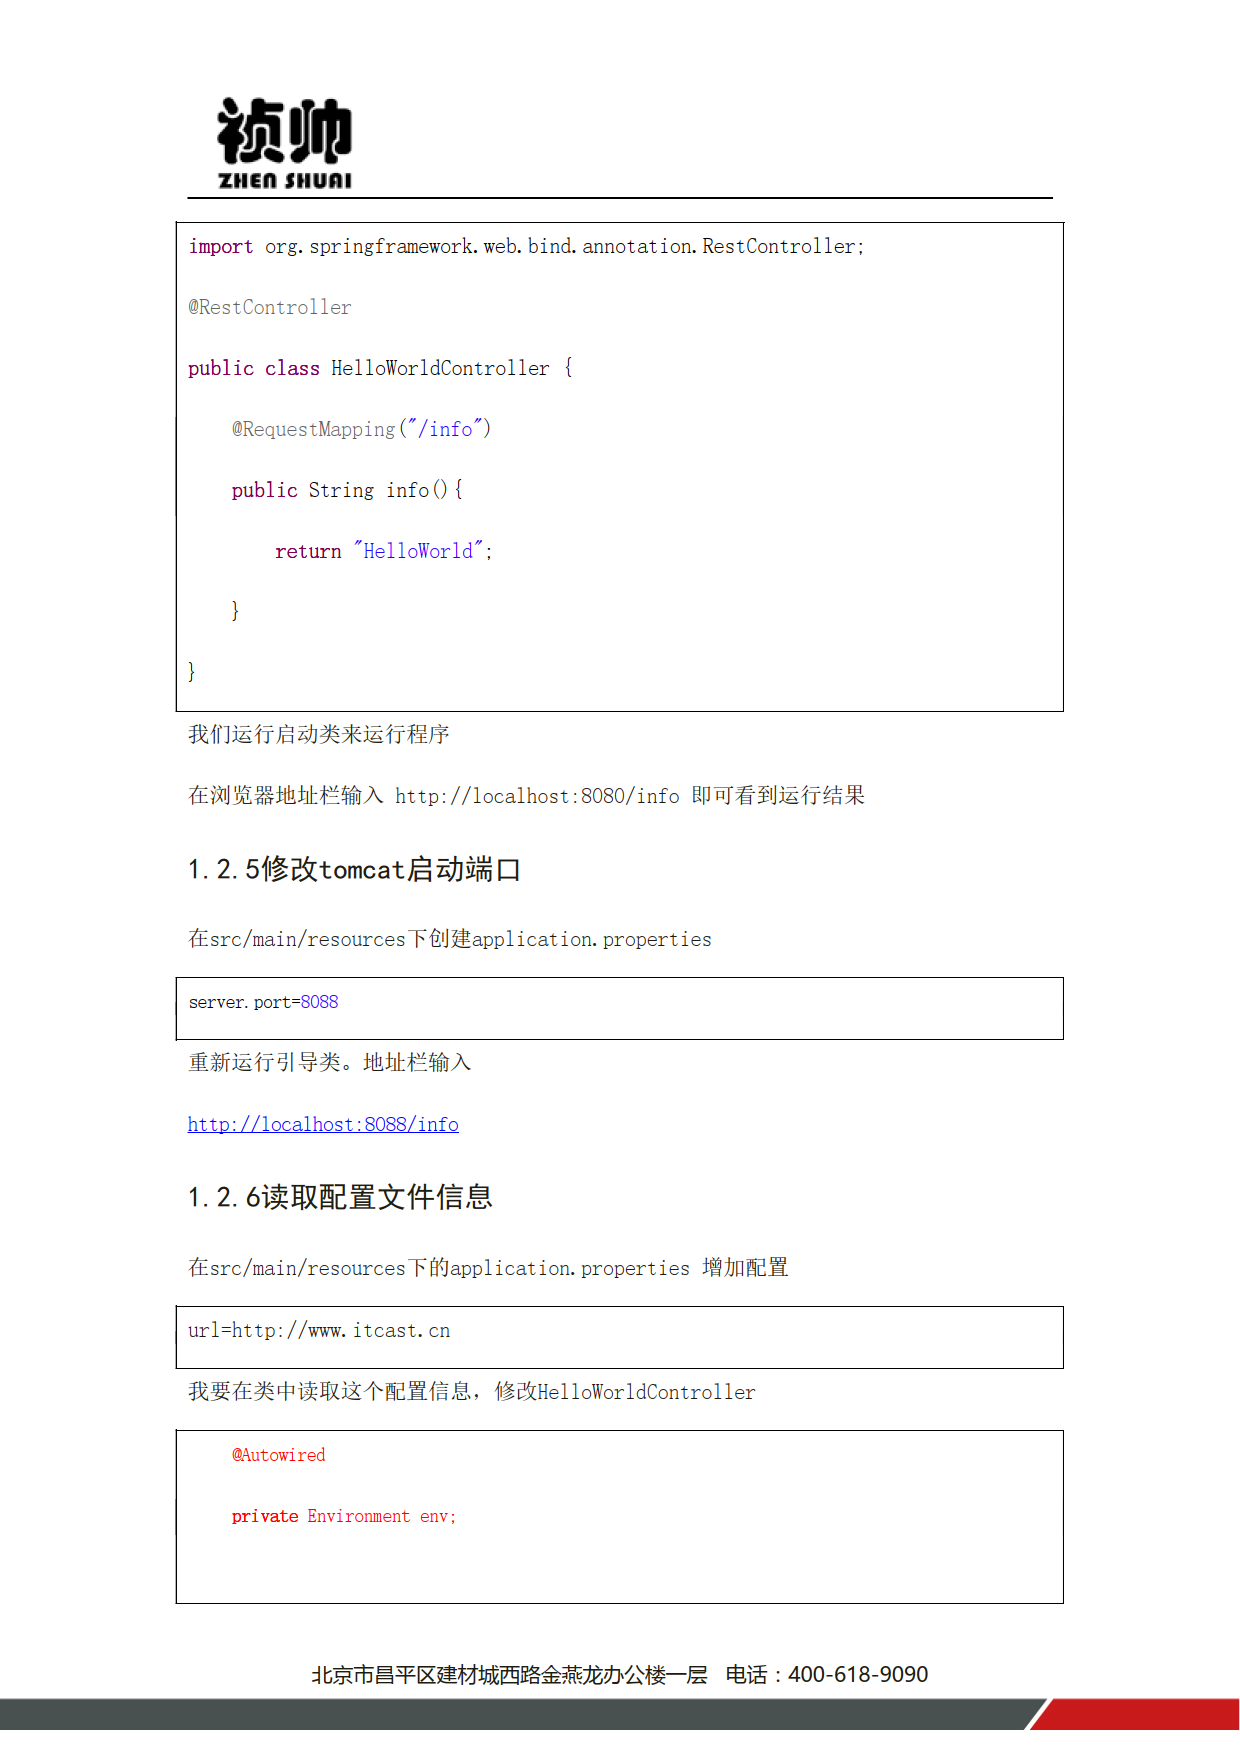 祯帅
ZHEN SHUAI
import org.springframework.web.bind.annotation.RestController;
@RestController
public class HelloWorldController {
    @RequestMapping("/info")
    public String info(){
        return "HelloWorld";
    }
}
我们运行启动类来运行程序
在浏览器地址栏输入 http://localhost:8080/info 即可看到运行结果
1.2.5修改tomcat启动端口
在src/main/resources下创建application.properties
server.port=8088
重新运行引导类。地址栏输入
http://localhost:8088/info
1.2.6读取配置文件信息
在src/main/resources下的application.properties 增加配置
url=http://www.itcast.cn
我要在类中读取这个配置信息，修改HelloWorldController
    @Autowired
    private Environment env;
北京市昌平区建材城西路金燕龙办公楼一层 电话：400-618-9090